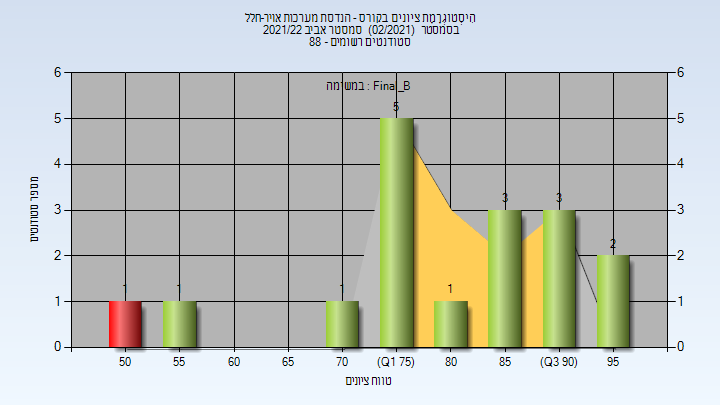 היסטוגרמת ציונים בקורס - הנדסת מערכות אויר-חלל
בסמסטר (02/2021) סמסטר אביב 2021/22
סטודנטים רשומים - 88
במשימה : Final_B
מספר סטודנטים
6 6
5 5
4 4
3 3
2 2
1 1
0 0
1 1 1 5 1 3 3 2
50 55 60 65 70 (Q1 75) 80 85 (Q3 90) 95
טווח ציונים